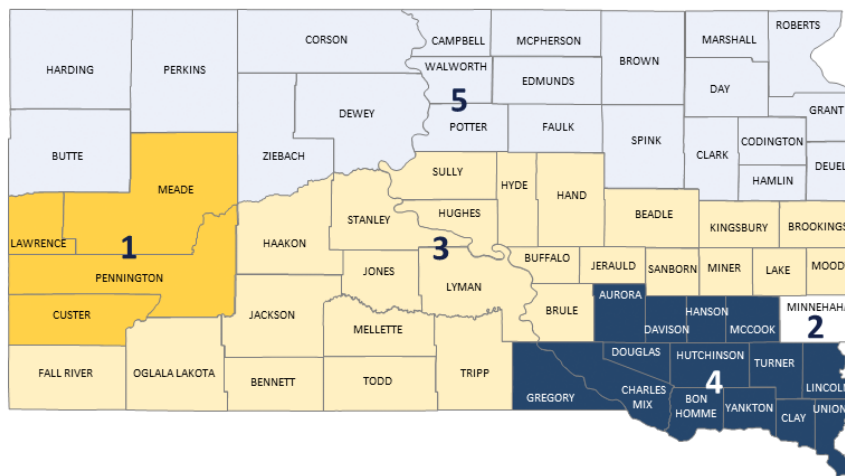 ROBERTS
CORSON
CAMPBELL
MCPHERSON
MARSHALL
HARDING
PERKINS
WALWORTH
BROWN
EDMUNDS
DAY
5
DEWEY
GRANT
POTTER
FAULK
CODINGTON
SPINK
BUTTE
ZIEBACH
CLARK
DEUEL
SULLY
HAMLIN
MEADE
HYDE
HAND
STANLEY
HUGHES
BEADLE
KINGSBURY
BROOKINGS
LAWRENCE
1
HAAKON
3
BUFFALO
JERAULD
SANBORN
MINER
LAKE
MOOD
PENNINGTON
JONES
LYMAN
AURORA
CUSTER
JACKSON
BRULE
HANSON
MINNEHAHA
DAVISON
MCCOOK
2
MELLETTE
DOUGLAS
HUTCHINSON
TURNER
FALL RIVER
OGLALA LAKOTA
BENNETT
TODD
TRIPP
4
LINCOLN
GREGORY
CHARLES
MIX
BON
HOMME
YANKTON
CLAY
UNION